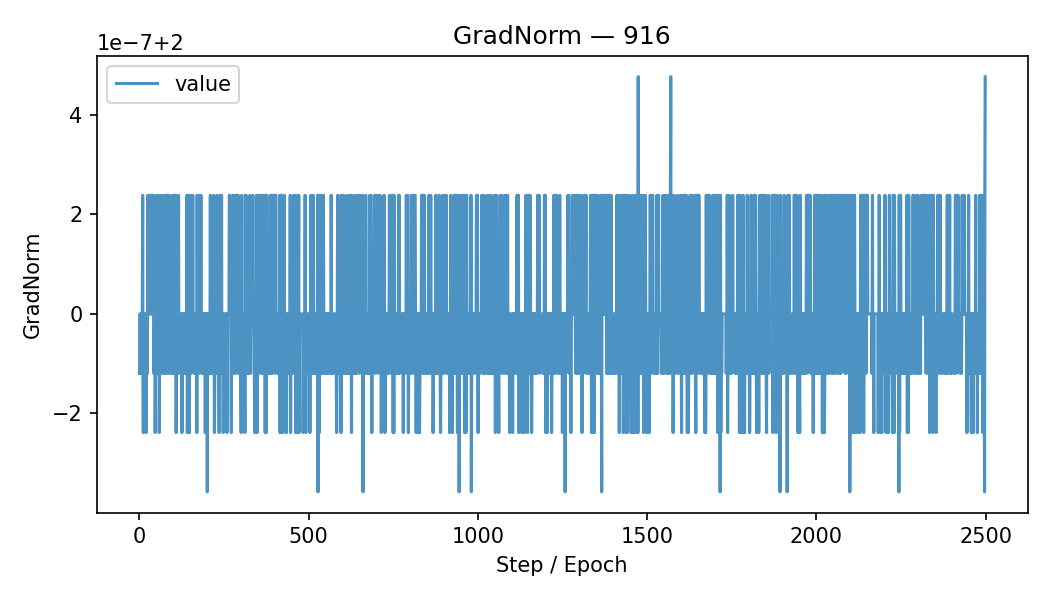 GradNorm — 916
1e−7+2
value
4
2
0
−2
GradNorm
0 500 1000 1500 2000 2500
Step / Epoch